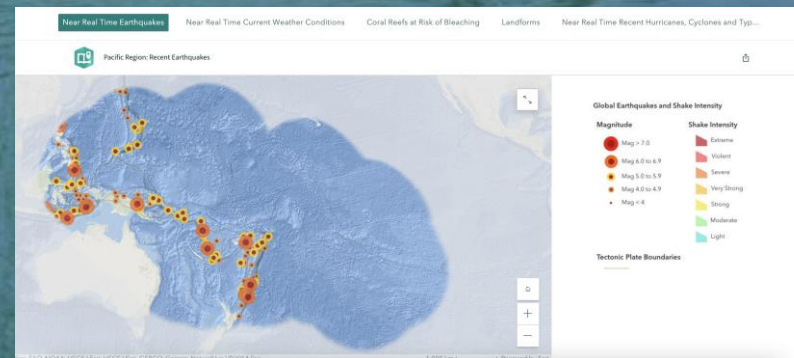 Near Real Time Earthquakes
Near Real Time Current Weather Conditions
Coral Reefs at Risk of Bleaching
Landforms
Near Real Time Recent Hurricanes, Cyclones and Typ...
Pacific Region: Recent Earthquakes
Global Earthquakes and Shake Intensity
Magnitude
Mag > 7.0
Mag 6.0 to 6.9
Mag 5.0 to 5.9
Mag 4.0 to 4.9
Mag < 4
Shake Intensity
Extreme
Violent
Severe
Very Strong
Strong
Moderate
Light
Tectonic Plate Boundaries